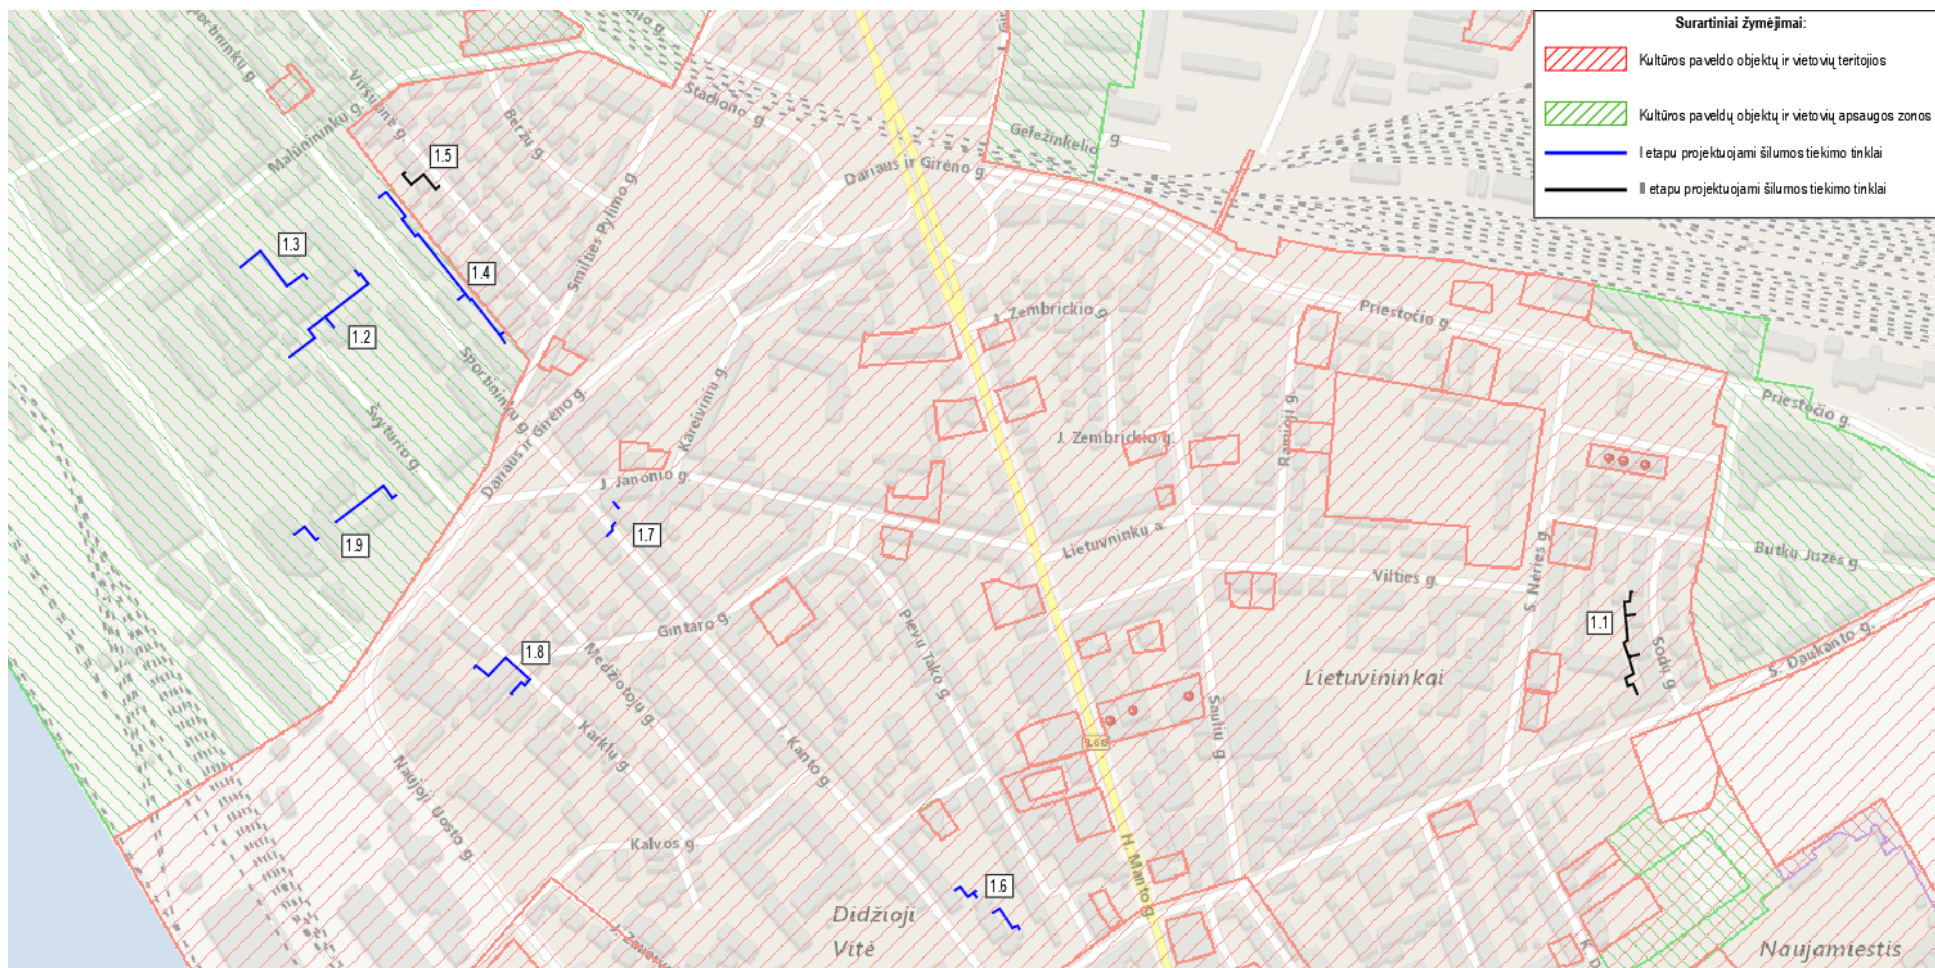 Surartiniai žymėjimai:
Kultūros paveldo objektų ir vietovių teritojios
Kultūros paveldų objektų ir vietovių apsaugos zonos
I etapu projektuojami šilumos tiekimo tinklai
II etapu projektuojami šilumos tiekimo tinklai
Malūnininkų g.
Beržų g.
Stadiono g.
Geležinkelio g.
Dariaus ir Girėno g.
Smilties Pylimo g.
1.5
1.3
1.4
1.2
J. Zembrickio g.
Priestočio g.
Sportininkų g.
Švyturio g.
Kareivinių g.
Dariaus ir Girėno g.
J. Zembrickio g.
Ramioji g.
Priestočio g.
J. Janonio g.
1.9
1.7
Lietuvninkų a.
Vilties g.
S. Nėries g.
Butkų Juzės g.
1.1
Gintaro g.
1.8
Medžiotojų g.
Pievų Tako g.
Lietuvininkai
Sodų g.
S. Daukanto g.
Karklų g.
Kanto g.
Šaulių g.
Naujoji Uosto g.
Kalvos g.
H. Manto g.
1.6
Didžioji
Vitė
Naujamiestis